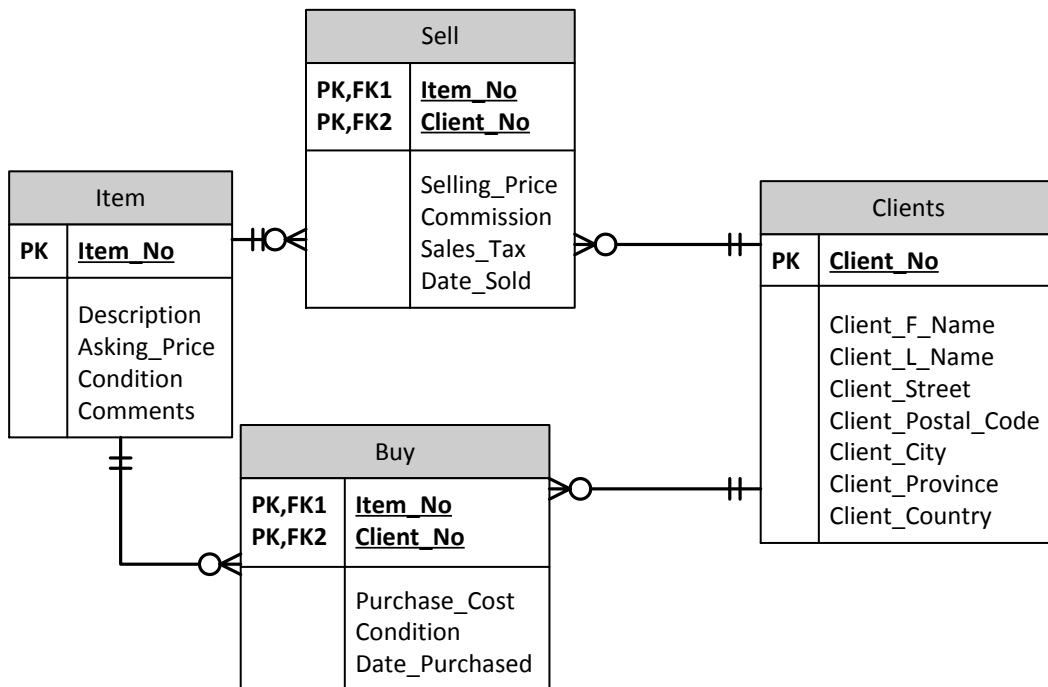 Sell
PK,FK1 Item_No
PK,FK2 Client_No
Selling_Price
Commission
Sales_Tax
Date_Sold
Item
PK Item_No
Description
Asking_Price
Condition
Comments
Clients
PK Client_No
Client_F_Name
Client_L_Name
Client_Street
Client_Postal_Code
Client_City
Client_Province
Client_Country
Buy
PK,FK1 Item_No
PK,FK2 Client_No
Purchase_Cost
Condition
Date_Purchased